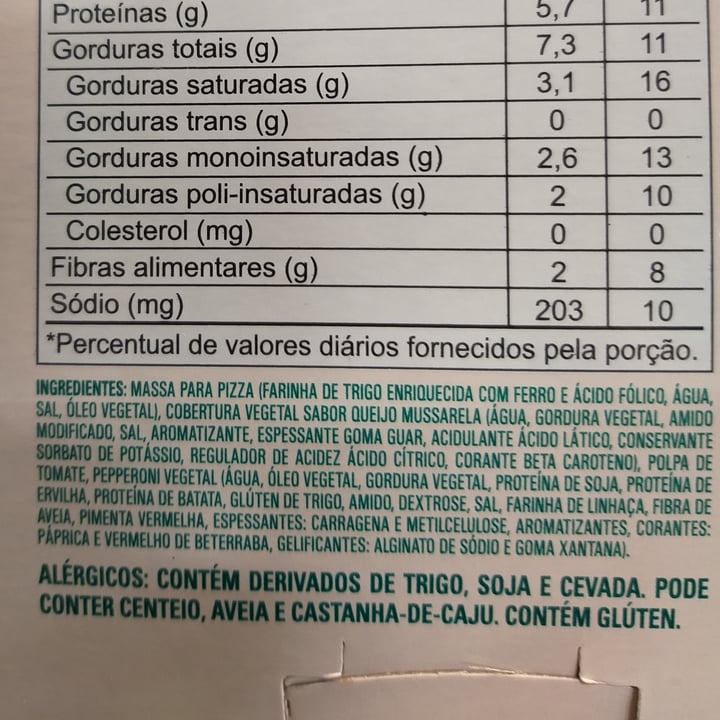 Proteínas (g) 5,7 11
Gorduras totais (g) 7,3 11
Gorduras saturadas (g) 3,1 16
Gorduras trans (g) 0 0
Gorduras monoinsaturadas (g) 2,6 13
Gorduras poli-insaturadas (g) 2 10
Colesterol (mg) 0 0
Fibras alimentares (g) 2 8
Sódio (mg) 203 10
*Percentual de valores diários fornecidos pela porção.
INGREDIENTES: MASSA PARA PIZZA (FARINHA DE TRIGO ENRIQUECIDA COM FERRO E ÁCIDO FÓLICO, ÁGUA,
SAL, ÓLEO VEGETAL), COBERTURA VEGETAL SABOR QUEIJO MUSSARELA (ÁGUA, GORDURA VEGETAL, AMIDO
MODIFICADO, SAL, AROMATIZANTE, ESPESSANTE GOMA GUAR, ACIDULANTE ÁCIDO LÁTICO, CONSERVANTE
SORBATO DE POTÁSSIO, REGULADOR DE ACIDEZ ÁCIDO CÍTRICO, CORANTE BETA CAROTENO), POLPA DE
TOMATE, PEPPERONI VEGETAL (ÁGUA, ÓLEO VEGETAL, GORDURA VEGETAL, PROTEÍNA DE SOJA, PROTEÍNA DE
ERVILHA, PROTEÍNA DE BATATA, GLÚTEN DE TRIGO, AMIDO, DEXTROSE, SAL, FARINHA DE LINHAÇA, FIBRA DE
AVEIA, PIMENTA VERMELHA, ESPESSANTES: CARRAGENA E METILCELULOSE, AROMATIZANTES, CORANTES:
PÁPRICA E VERMELHO DE BETERRABA, GELIFICANTES: ALGINATO DE SÓDIO E GOMA XANTANA).
ALÉRGICOS: CONTÉM DERIVADOS DE TRIGO, SOJA E CEVADA. PODE
CONTER CENTEIO, AVEIA E CASTANHA-DE-CAJU. CONTÉM GLÚTEN.